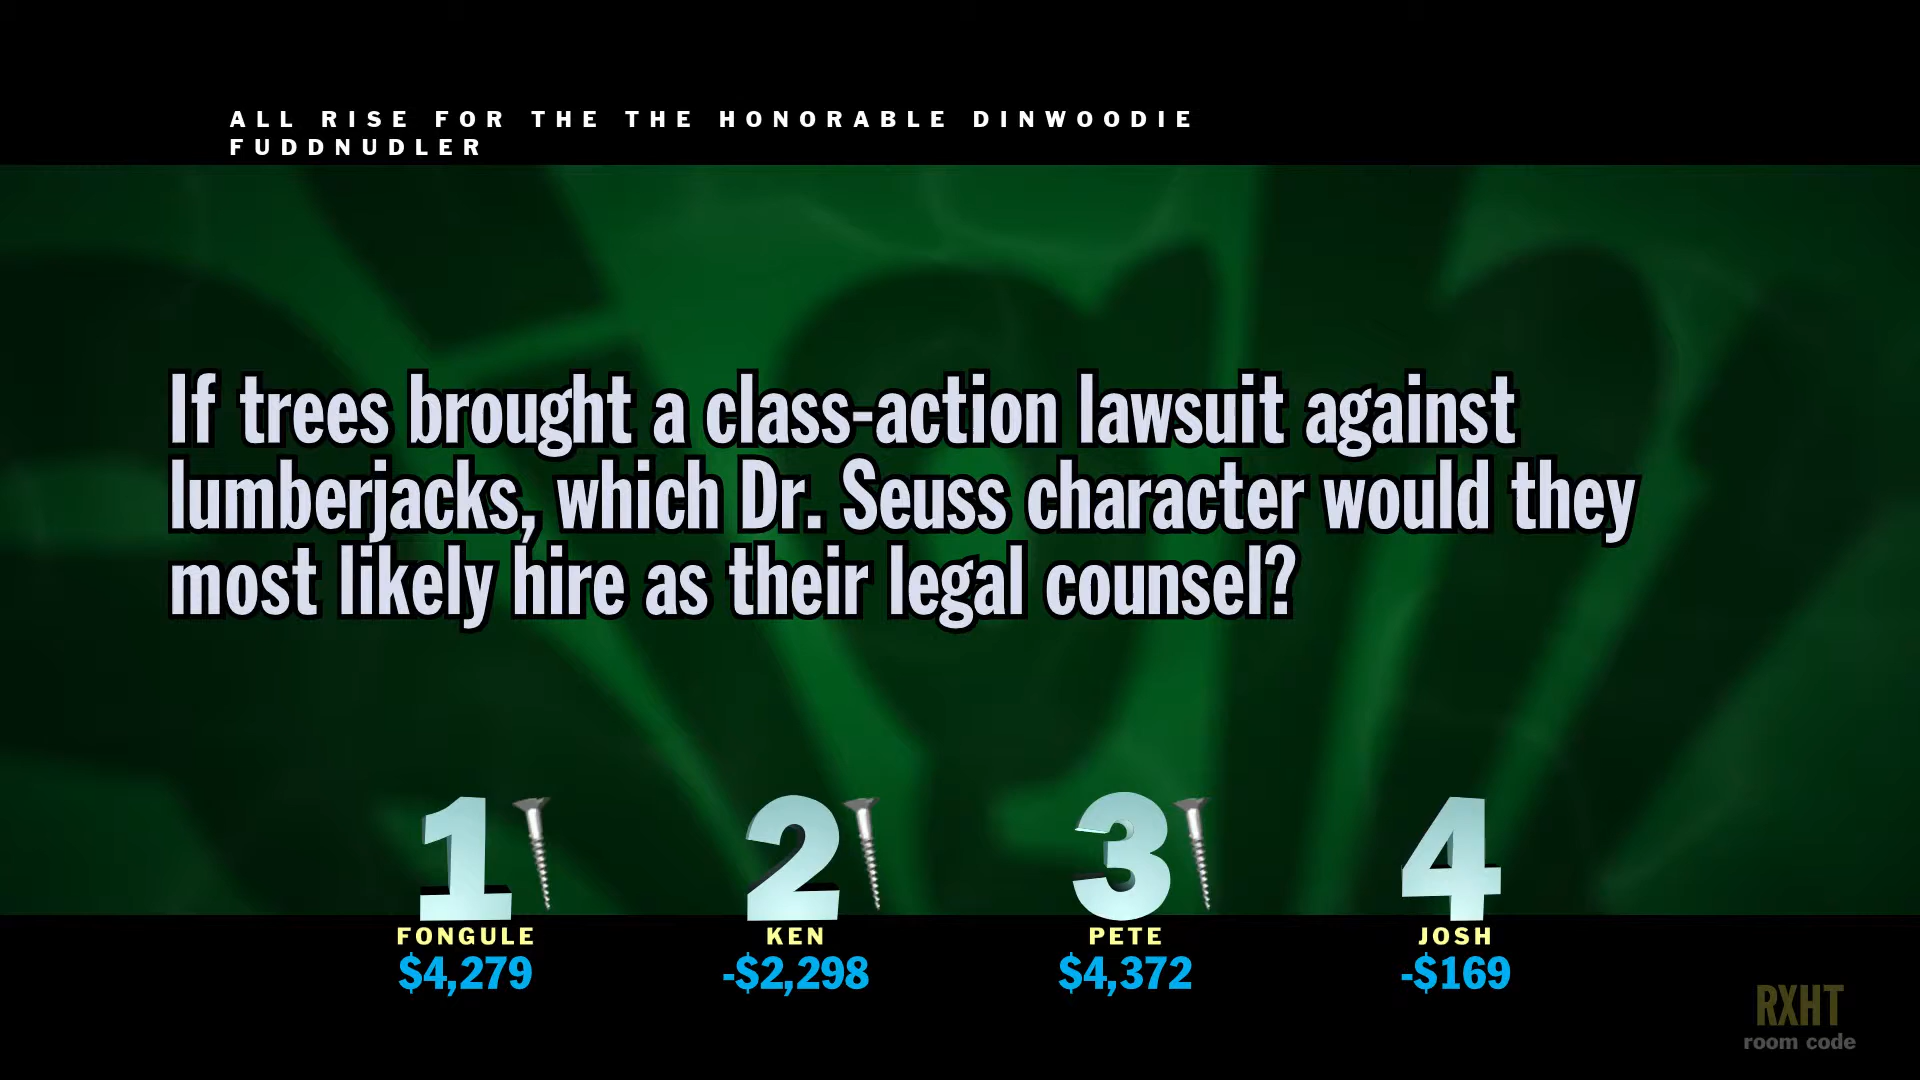 ALL RISE FOR THE THE HONORABLE DINWOODIE
FUDDNUDLER
If trees brought a class-action lawsuit against
lumberjacks, which Dr. Seuss character would they
most likely hire as their legal counsel?
1 2 3 4
FONGULE KEN PETE JOSH
$4,279 -$2,298 $4,372 -$169
RXHT
room code